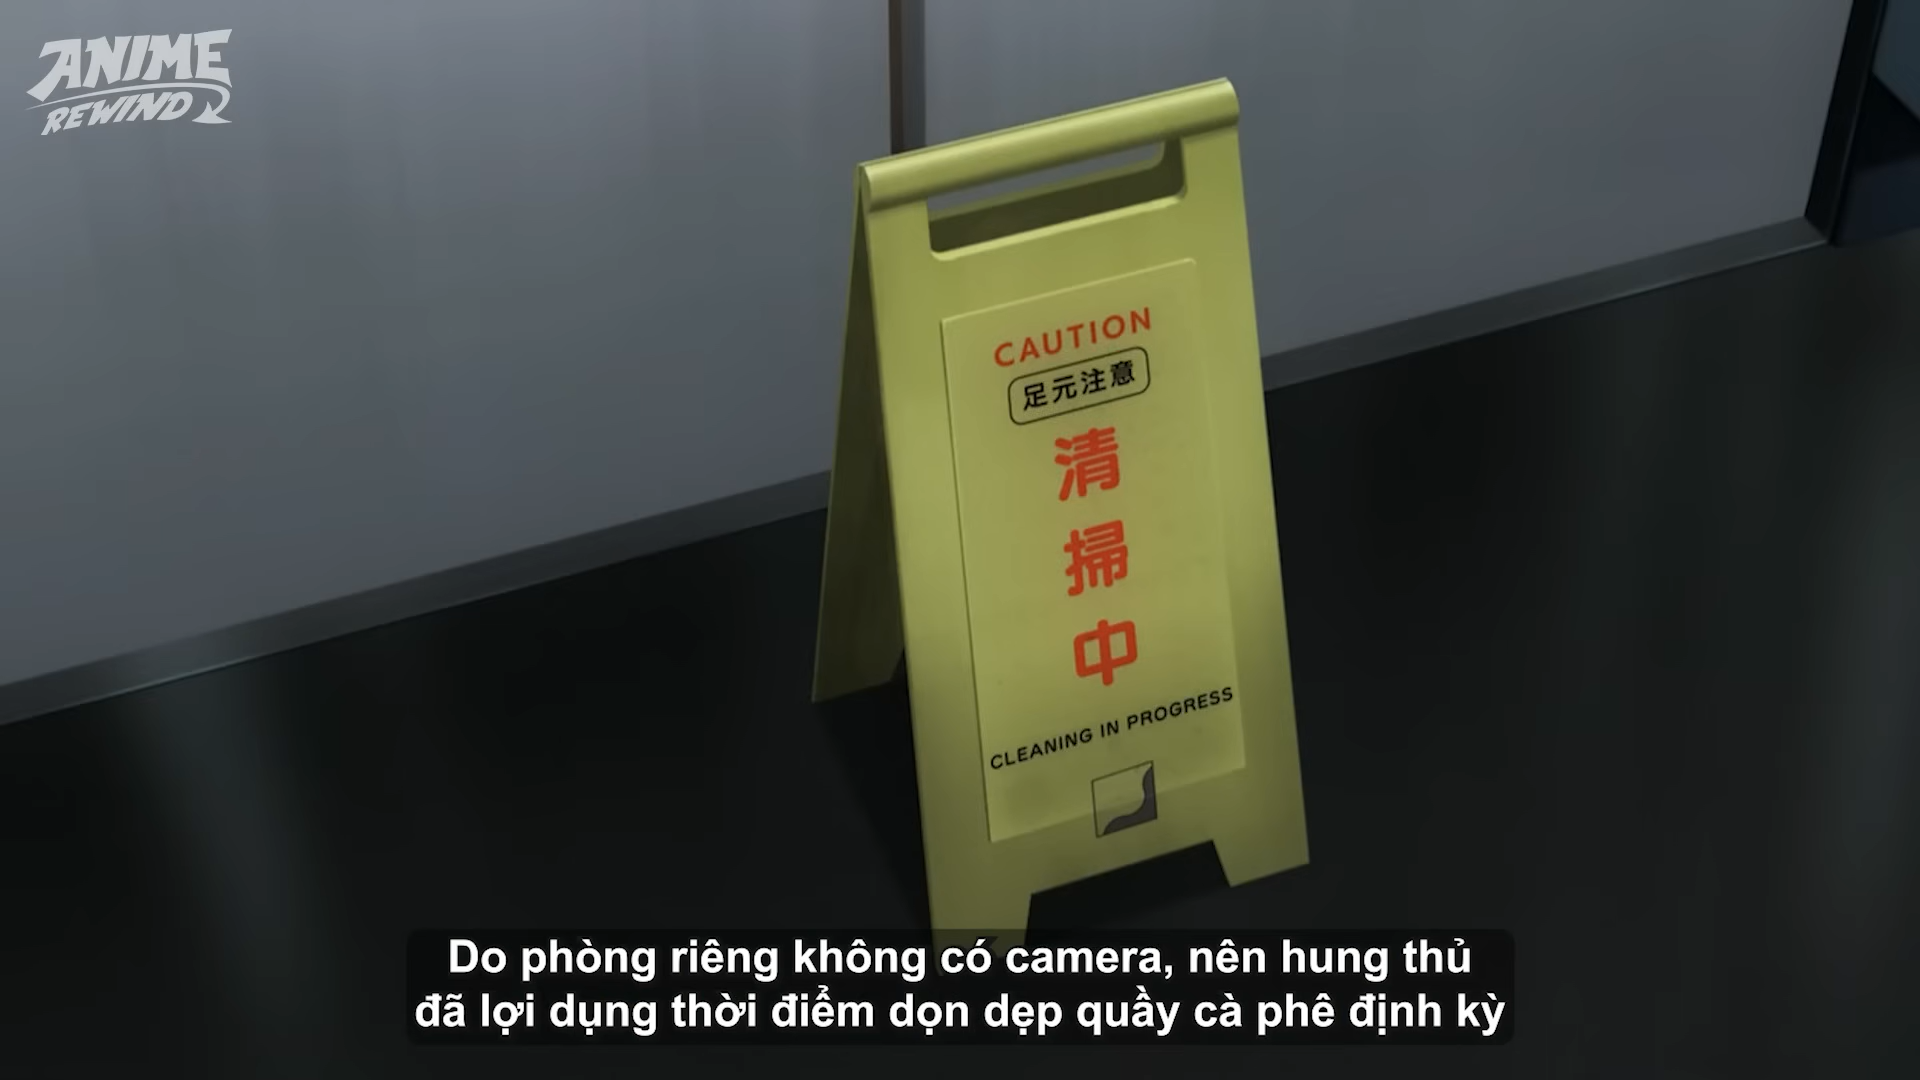 ANIME
REWIND
CAUTION
足元注意
清
掃
中
CLEANING IN PROGRESS
Do phòng riêng không có camera, nên hung thủ
đã lợi dụng thời điểm dọn dẹp quầy cà phê định kỳ